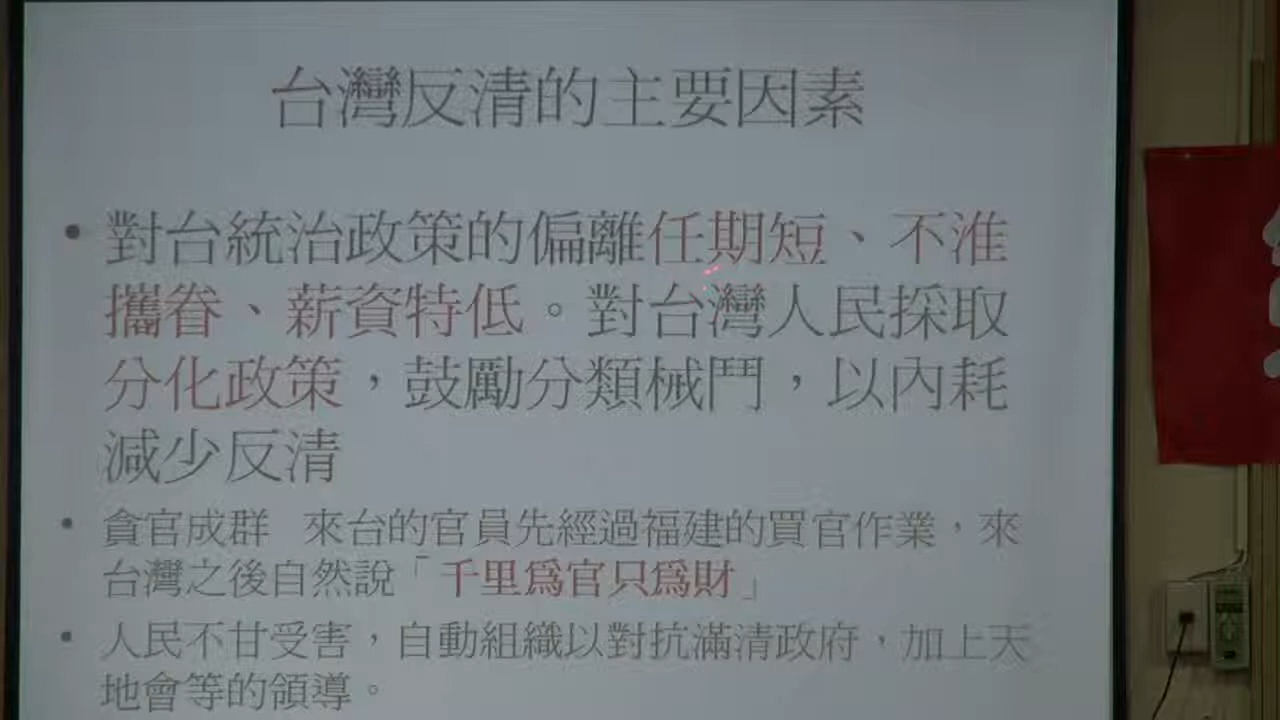 台灣反清的主要因素
• 對台統治政策的偏離任期短、不准
攜眷、薪資特低。對台灣人民採取
分化政策，鼓勵分類械鬥，以內耗
減少反清
• 貪官成群 來台的官員先經過福建的買官作業，來
台灣之後自然說「千里為官只為財」
• 人民不甘受害，自動組織以對抗滿清政府，加上天
地會等的領導。